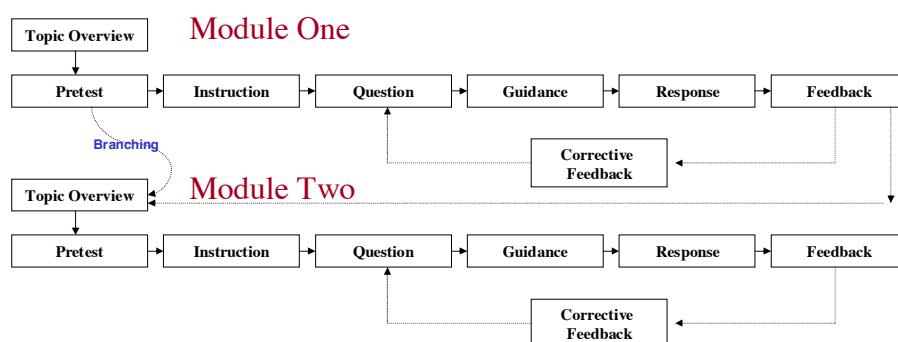 Module One
Topic Overview
Pretest
Instruction
Question
Guidance
Response
Feedback
Branching
Corrective
Feedback
Module Two
Topic Overview
Pretest
Instruction
Question
Guidance
Response
Feedback
Corrective
Feedback